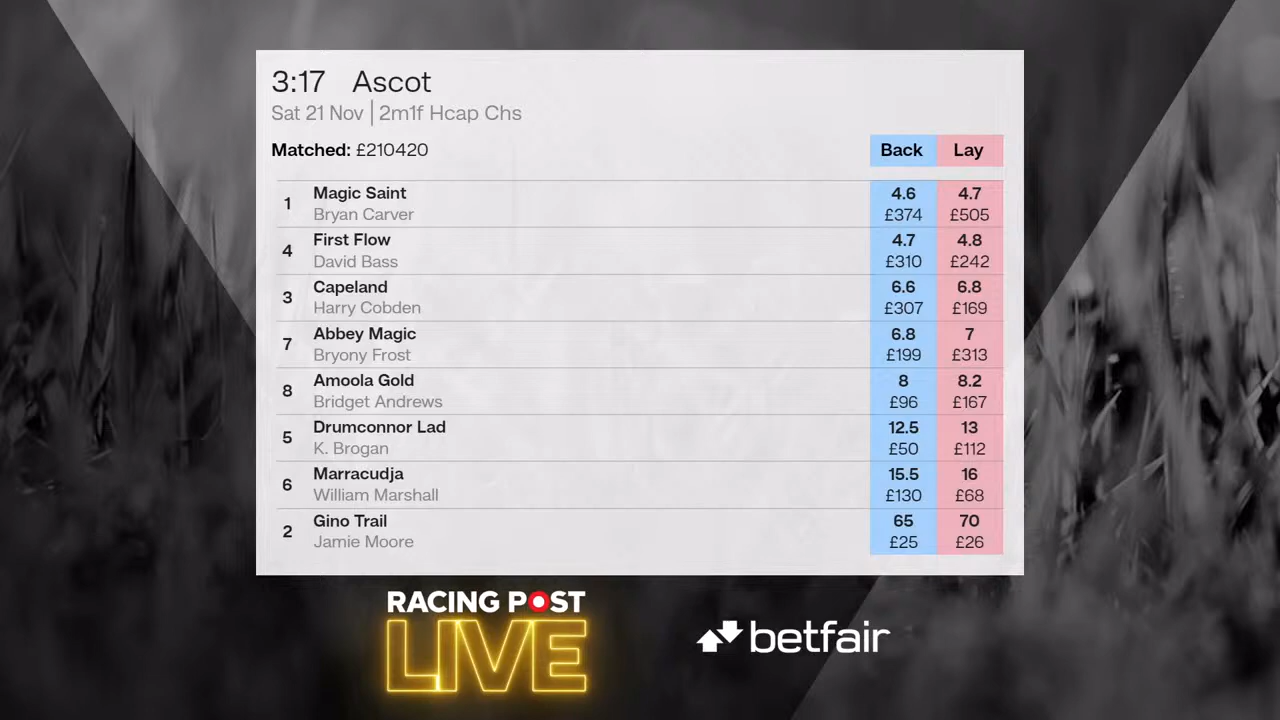 3:17 Ascot
Sat 21 Nov | 2m1f Hcap Chs
Matched: £210420 Back Lay
1 Magic Saint 4.6 4.7
Bryan Carver £374 £505
4 First Flow 4.7 4.8
David Bass £310 £242
3 Capeland 6.6 6.8
Harry Cobden £307 £169
7 Abbey Magic 6.8 7
Bryony Frost £199 £313
8 Amoola Gold 8 8.2
Bridget Andrews £96 £167
5 Drumconnor Lad 12.5 13
K. Brogan £50 £112
6 Marracudja 15.5 16
William Marshall £130 £68
2 Gino Trail 65 70
Jamie Moore £25 £26
RACING POST
LIVE
betfair